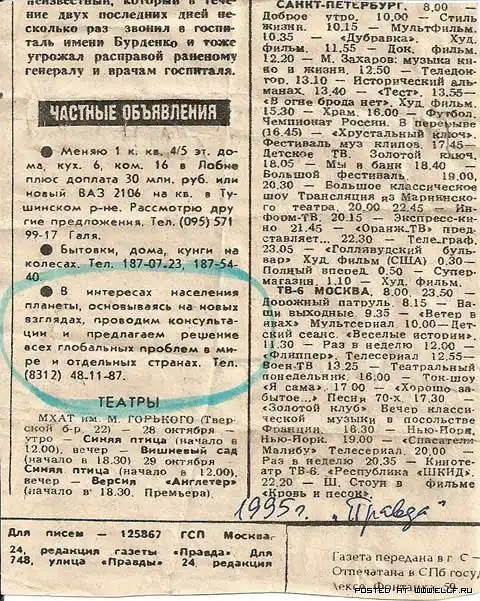 неизвестный, который в тече-
ние двух последних дней не-
сколько раз звонил в госпи-
таль имени Бурденко и тоже
угрожал расправой раненому
генералу и врачам госпиталя.
ЧАСТНЫЕ ОБЪЯВЛЕНИЯ
● Меняю 1 к. кв. 4/5 эт. до-
ма, кух. 6, ком. 16 в Лобне
плюс доплата 30 млн. руб. или
новый ВАЗ 2106 на кв. в Ту-
шинском р-не. Рассмотрю дру-
гие предложения. Тел. (095) 571
99-17 Галя.
● Бытовки, дома, кунги на
колесах. Тел. 187-07-23, 187-54-
40.
● В интересах населения
планеты, основываясь на новых
взглядах, проводим консульта-
ции и предлагаем решение
всех глобальных проблем в ми-
ре и отдельных странах. Тел.
(8312) 48-11-87.
ТЕАТРЫ
МХАТ им. М. ГОРЬКОГО (Твер-
ской б-р, 22) 28 октября —
утро — Синяя птица (начало в
12.00), вечер — Вишневый сад
(начало в 18.30) 29 октября
Синяя птица (начало в 12.00),
вечер — Версия «Англетер»
(начало в 18.30. Премьера).
САНКТ-ПЕТЕРБУРГ. 8.00 —
Доброе утро. 10.00 — Стиль
жизни. 10.15 — Мультфильм.
10.35 — «Дубравка». Худ.
фильм. 11.55 — Док. фильм.
12.20 — М. Захаров: музыка ки-
но и жизни. 12.50 — Теледок-
тор. 13.10 — Исторический аль-
манах. 13.40 — «Тест». 13.55 —
«В огне брода нет». Худ. Фильм.
15.30 — Храм. 16.00 — Футбол.
Чемпионат России. В перерыве
(16.45) — «Хрустальный ключ».
Фестиваль муз клипов. 17.45—
Детское ТВ. Золотой ключ.
18.05 — Мы и банк 18.40
Большой фестиваль. 19.00,
20.30 — Большое классическое
шоу Трансляция из Мариинско-
го театра. 20.00, 22.45 — Ин-
форм-ТВ. 20.15 — Экспресс-ки-
но 21.45 — «Оранж-ТВ» пред-
ставляет... 22.30 — Телеграф.
23.05 — «Голливудский буль-
вар» Худ. фильм (США) 0.30 —
Полный вперед. 0.50 — Супер-
магазин. 1.10 — Худ. фильм.
ТВ-6 МОСКВА. 8.00, 23.50 —
Дорожный патруль. 8.15 — Ва-
ши выходные. 9.35 — «Ветер в
ивах» Мультсериал 10.00—Дет-
ский сеанс. «Веселые истории».
11.30 — Раз в неделю 12.00 —
«Флиппер». Телесериал 12.55—
Воен-ТВ 13.25 — Театральный
понедельник. 16.00 — Ток-шоу
«Я сама». 17.00 — «Хорошо за-
бытое...» Песни 70-х. 17.30 —
«Золотой клуб» Вечер классиче-
ской музыки в посольстве
Франции. 18.30 — Нью-Йорк,
Нью-Йорк. 19.00 — «Спасатели
Малибу» Телесериал. 20.00 —
Раз в неделю 20.35 — Киноте-
атр ТВ-6. «Республика «ШКИД».
22.20 — Ш. Стоун в фильме
«Кровь и песок».
1995 г. „Правда"
Для писем — 125867 ГСП Москва,
24, редакция газеты «Правда» Для
748, улица «Правды» 24, редакция
Газета передана в г С —
Отпечатана в СПб госуд
POSTED AT WDWELLCF.RU